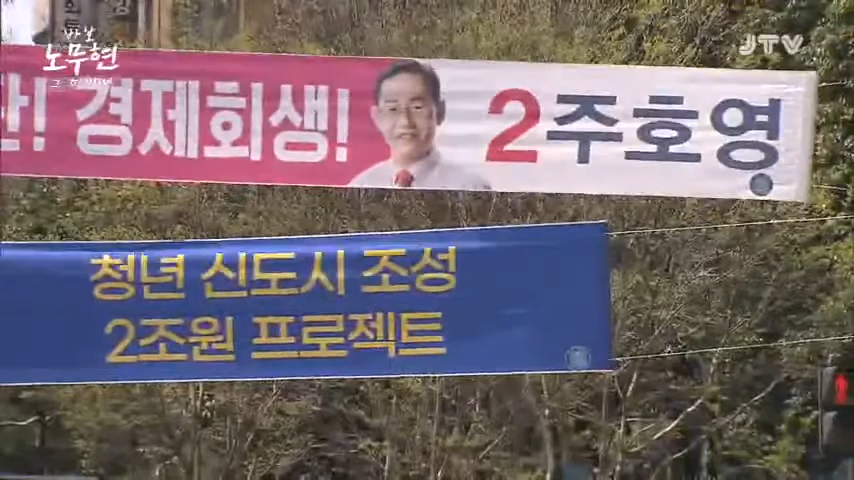 바보
노무현
JTV
경제회생! 2 주호영
청년 신도시 조성
2조원 프로젝트